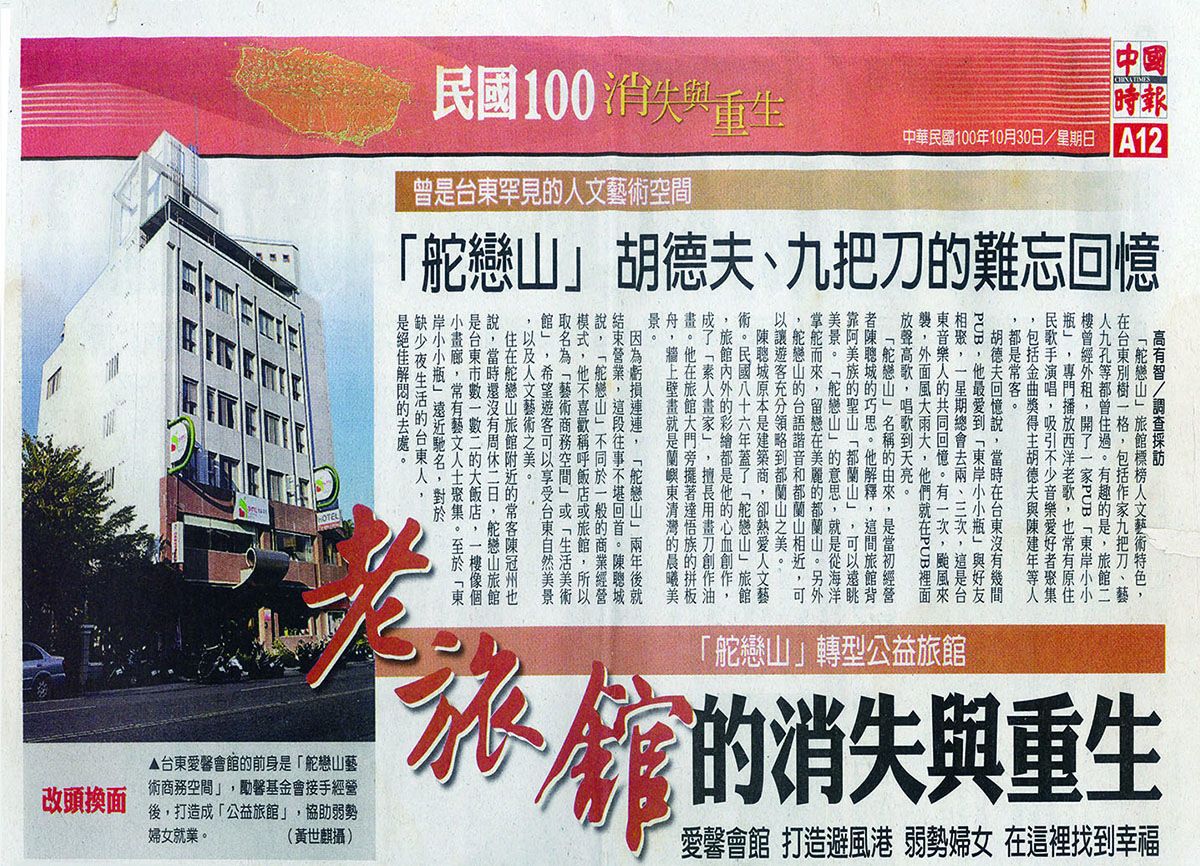 民國100 消失與重生
中國時報
CHINA TIMES
中華民國100年10月30日／星期日
A12
曾是台東罕見的人文藝術空間
「舵戀山」胡德夫、九把刀的難忘回憶
高有智／調查採訪
「舵戀山」旅館標榜人文藝術特色，
在台東別樹一格，包括作家九把刀、藝
人九孔等都曾住過。有趣的是，旅館二
樓曾經外租，開了一家PUB「東岸小小
瓶」，專門播放西洋老歌，也常有原住
民歌手演唱，吸引不少音樂愛好者聚集
，包括金曲獎得主胡德夫與陳建年等人
，都是常客。
胡德夫回憶說，當時在台東沒有幾間
PUB，他最愛到「東岸小小瓶」與好友
相聚，一星期總會去兩、三次，這是台
東音樂人的共同回憶。有一次，颱風來
襲，外面風大雨大，他們就在PUB裡面
放聲高歌，唱歌到天亮。
「舵戀山」名稱的由來，是當初經營
者陳聰城的巧思。他解釋，這間旅館背
靠阿美族的聖山「都蘭山」，可以遠眺
美景。「舵戀山」的意思，就是從海洋
掌舵而來，留戀在美麗的都蘭山。另外
，舵戀山的台語諧音和都蘭山相近，可
以讓遊客充分領略到都蘭山之美。
陳聰城原本是建築商，卻熱愛人文藝
術。民國八十六年蓋了「舵戀山」旅館
，旅館內外的彩繪都是他的心血創作，
成了「素人畫家」，擅長用畫刀創作油
畫。他在旅館大門旁擺著達悟族的拼板
舟，牆上壁畫就是蘭嶼東清灣的晨曦美
景。
因為虧損連連，「舵戀山」兩年後就
結束營業，這段往事不堪回首。陳聰城
說，「舵戀山」不同於一般的商業經營
模式，他不喜歡稱呼飯店或旅館，所以
取名為「藝術商務空間」或「生活美術
館」，希望遊客可以享受台東自然美景
，以及人文藝術之美。
住在舵戀山旅館附近的常客陳冠州也
說，當時還沒有周休二日，舵戀山旅館
是台東市數一數二的大飯店，一樓像個
小畫廊，常有藝文人士聚集。至於「東
岸小小瓶」遠近馳名，對於
缺少夜生活的台東人，
是絕佳解悶的去處。
「舵戀山」轉型公益旅館
老旅館的消失與重生
愛馨會館 打造避風港 弱勢婦女 在這裡找到幸福
改頭換面
▲台東愛馨會館的前身是「舵戀山藝
術商務空間」，勵馨基金會接手經營
後，打造成「公益旅館」，協助弱勢
婦女就業。 （黃世麒攝）
HOTEL